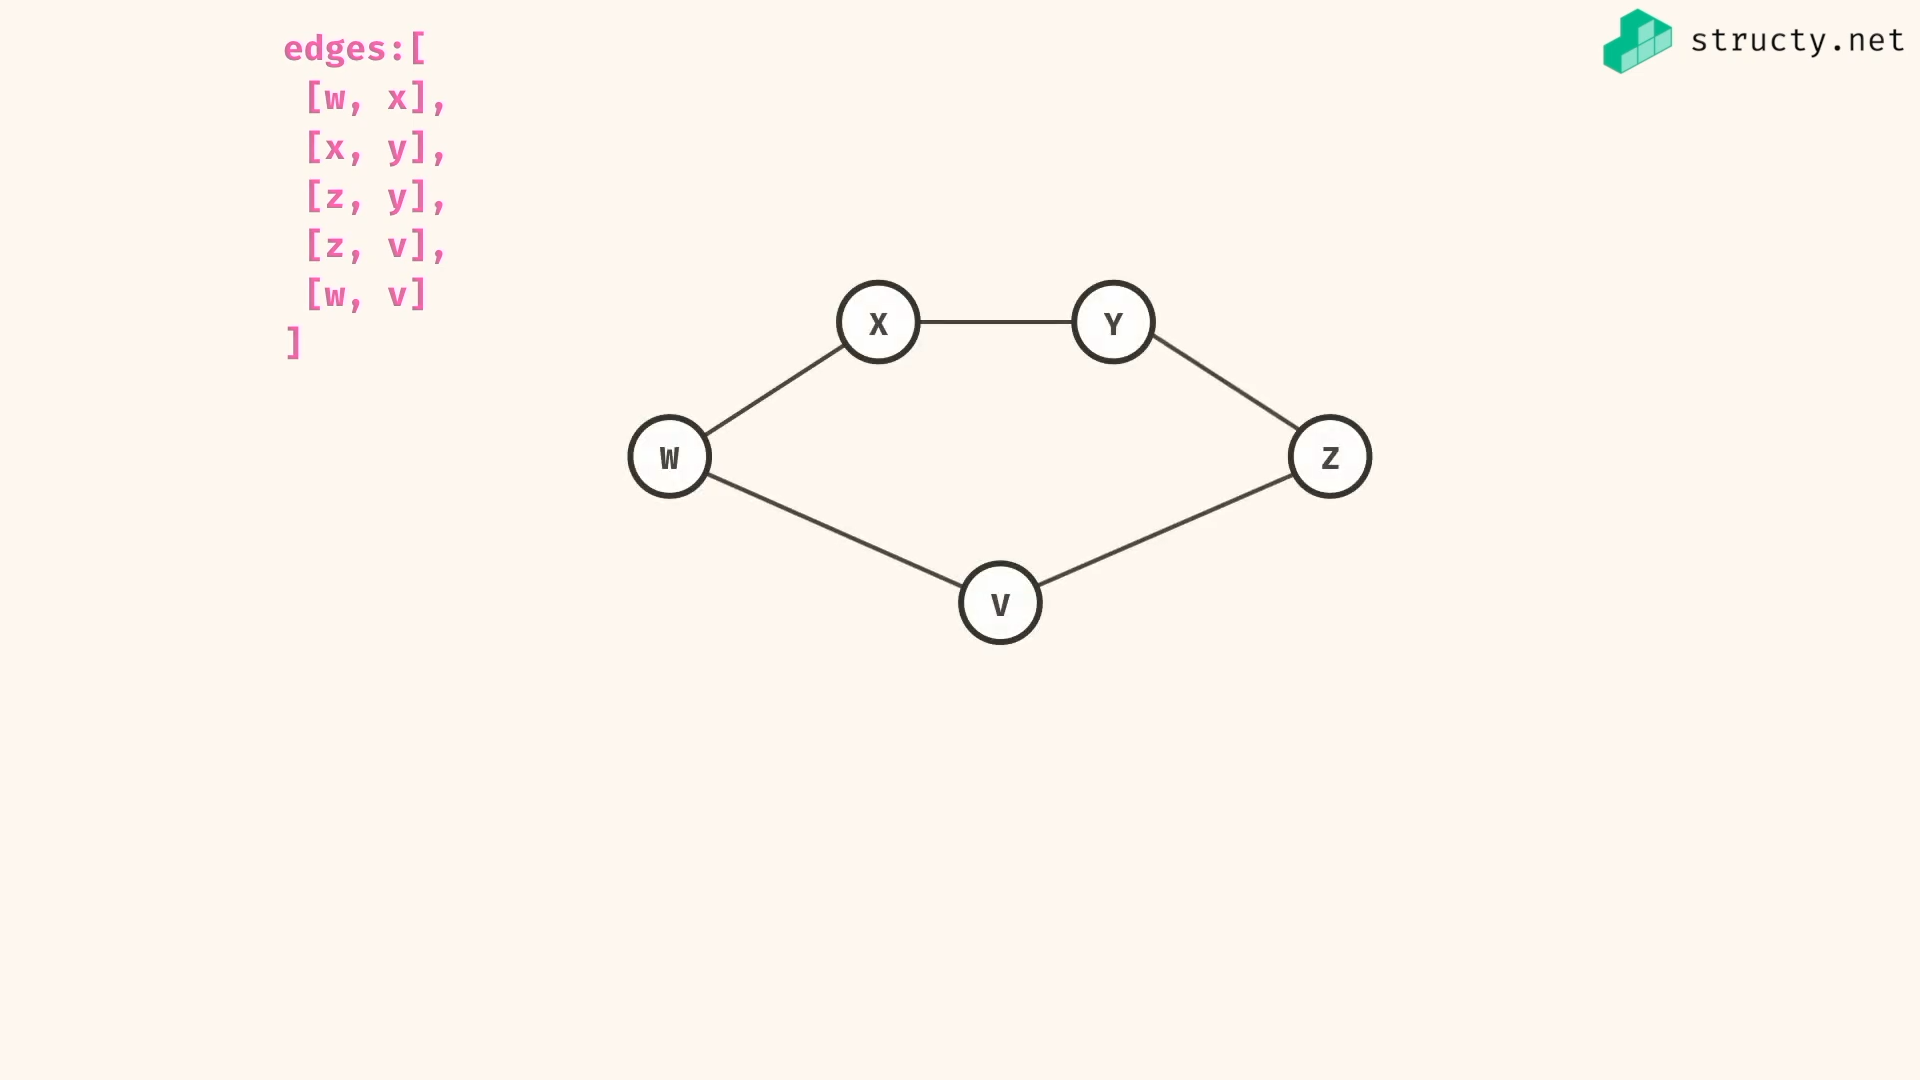 edges:[
[w, x],
[x, y],
[z, y],
[z, v],
[w, v]
]
structy.net
X
Y
W
Z
V